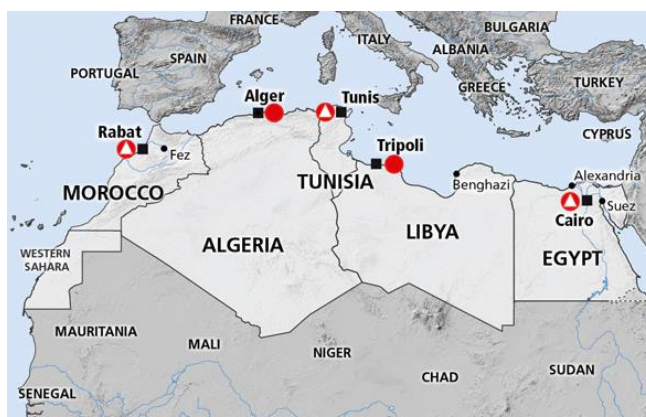 FRANCE
BULGARIA
ITALY
SPAIN
ALBANIA
PORTUGAL
TURKEY
GREECE
Alger
Tunis
CYPRUS
Rabat
Fez
Tripoli
TUNISIA
Benghazi
Alexandria
MOROCCO
Suez
Cairo
ALGERIA
LIBYA
WESTERN
SAHARA
EGYPT
MAURITANIA
MALI
NIGER
CHAD
SUDAN
SENEGAL